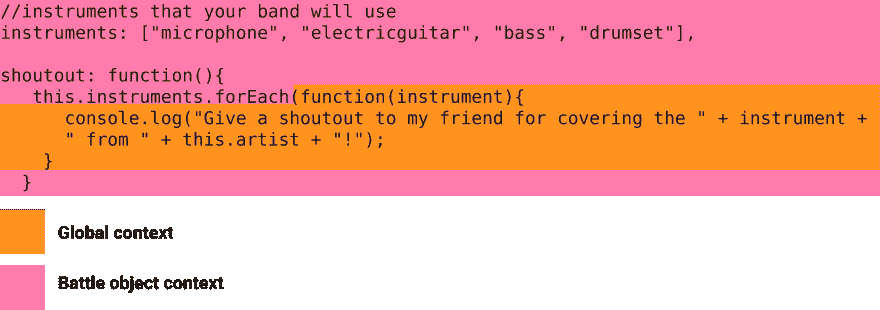 //instruments that your band will use
instruments: ["microphone", "electricguitar", "bass", "drumset"],

shoutout: function(){
   this.instruments.forEach(function(instrument){
      console.log("Give a shoutout to my friend for covering the " + instrument +
      " from " + this.artist + "!");
    }
  }
Global context
Battle object context